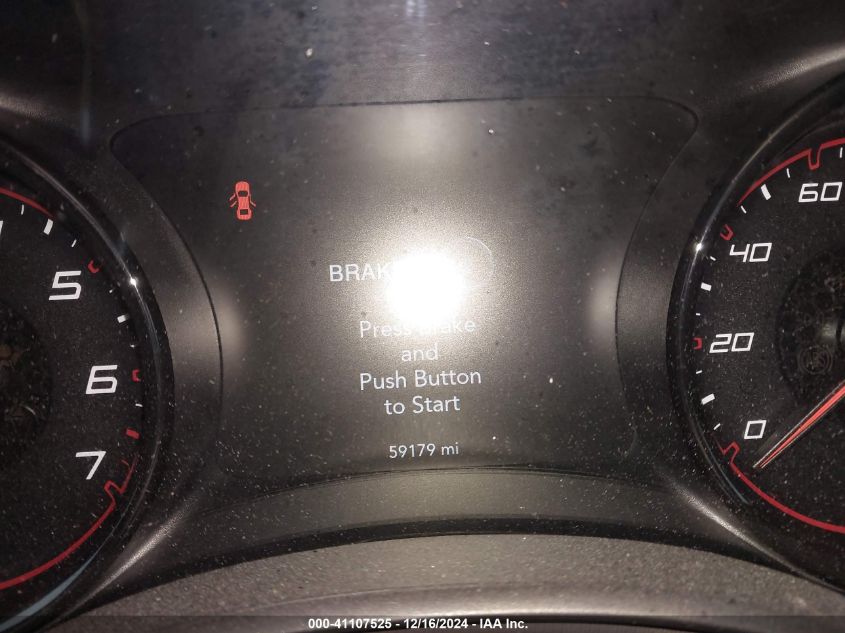 BRAK
Press Brake
and
Push Button
to Start
59179 mi
5
6
7
60
40
20
0
000-41107525 - 12/16/2024 - IAA Inc.